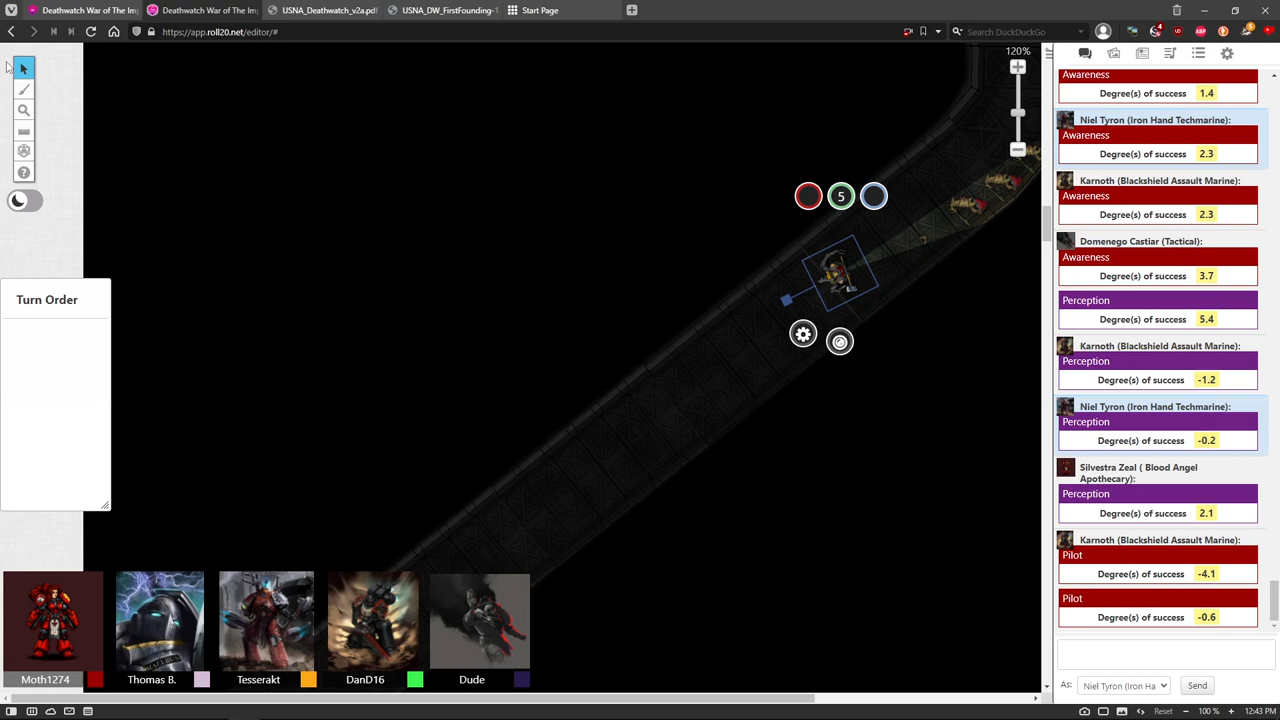 Deathwatch War of The Im
Deathwatch War of The Im
USNA_Deathwatch_v2a.pd
USNA_DW_FirstFounding-1
Start Page
https://app.roll20.net/editor/#
Search DuckDuckGo
120%
5
Turn Order
Moth1274
Thomas B.
Tesserakt
DanD16
Dude
Awareness
Degree(s) of success 1.4
Niel Tyron (Iron Hand Techmarine):
Awareness
Degree(s) of success 2.3
Karnoth (Blackshield Assault Marine):
Awareness
Degree(s) of success 2.3
Domenego Castiar (Tactical):
Awareness
Degree(s) of success 3.7
Perception
Degree(s) of success 5.4
Karnoth (Blackshield Assault Marine):
Perception
Degree(s) of success -1.2
Niel Tyron (Iron Hand Techmarine):
Perception
Degree(s) of success -0.2
Silvestra Zeal ( Blood Angel
Apothecary):
Perception
Degree(s) of success 2.1
Karnoth (Blackshield Assault Marine):
Pilot
Degree(s) of success -4.1
Pilot
Degree(s) of success -0.6
As: Niel Tyron (Iron Ha
Send
Reset
100 %
12:43 PM